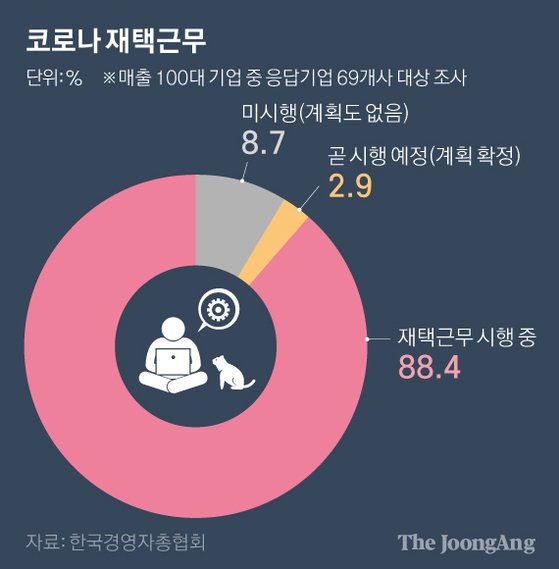 코로나 재택근무
단위:% ※매출 100대 기업 중 응답기업 69개사 대상 조사
미시행(계획도 없음)
8.7
곧 시행 예정(계획 확정)
2.9
재택근무 시행 중
88.4
자료: 한국경영자총협회
The JoongAng